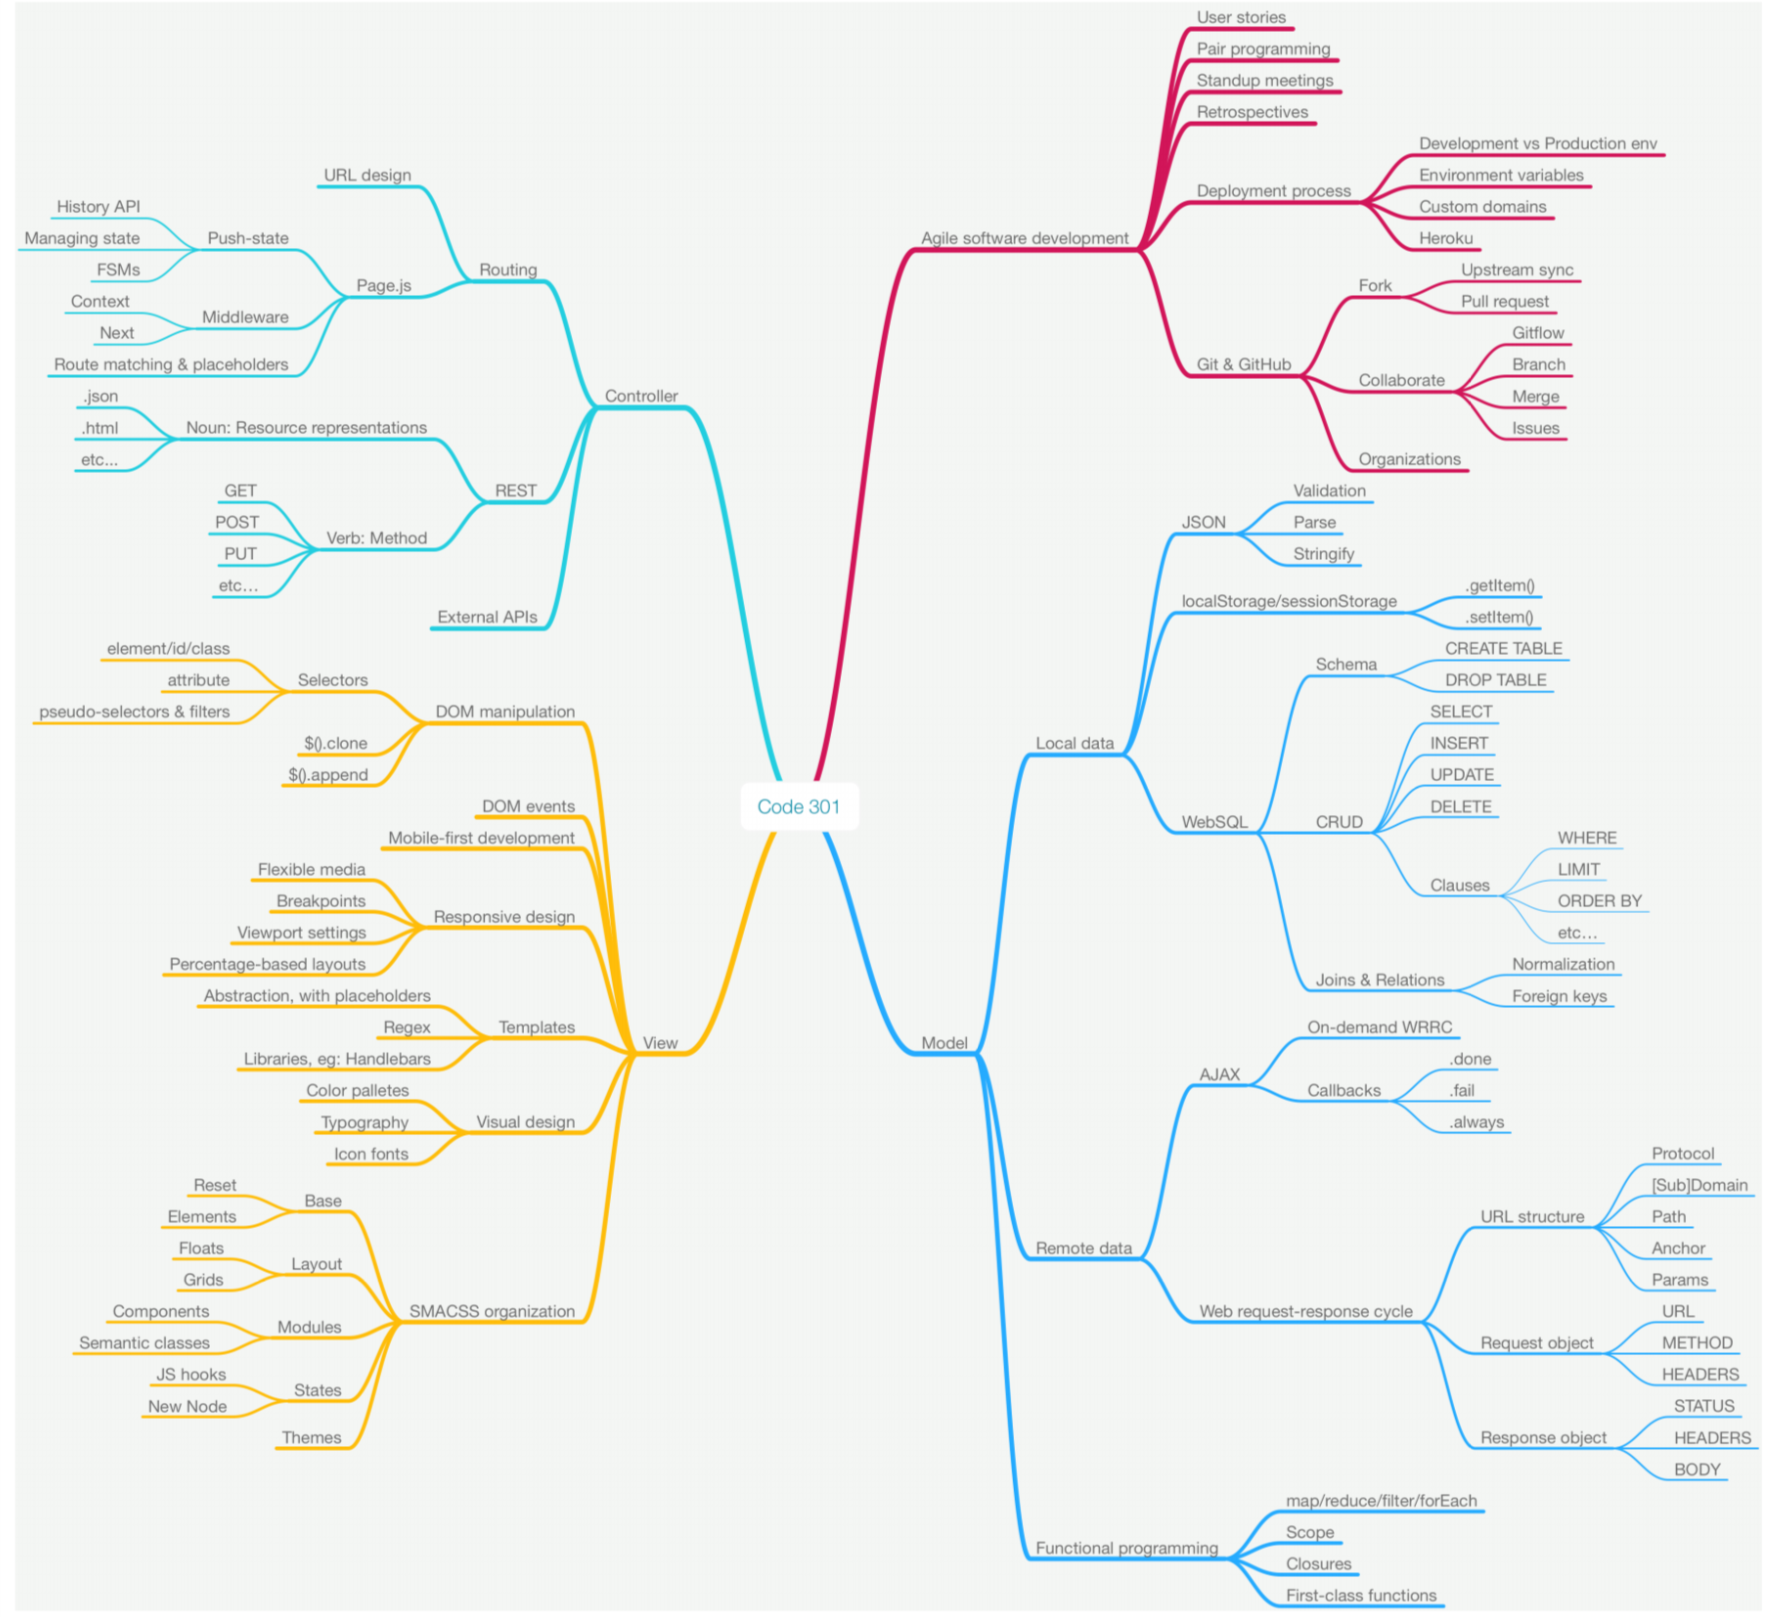 Code 301
Agile software development
User stories
Pair programming
Standup meetings
Retrospectives
Deployment process
Development vs Production env
Environment variables
Custom domains
Heroku
Git & GitHub
Fork
Upstream sync
Pull request
Collaborate
Gitflow
Branch
Merge
Issues
Organizations
Model
Local data
JSON
Validation
Parse
Stringify
localStorage/sessionStorage
.getItem()
.setItem()
WebSQL
Schema
CREATE TABLE
DROP TABLE
CRUD
SELECT
INSERT
UPDATE
DELETE
Clauses
WHERE
LIMIT
ORDER BY
etc...
Joins & Relations
Normalization
Foreign keys
Remote data
AJAX
On-demand WRRC
Callbacks
.done
.fail
.always
Web request-response cycle
URL structure
Protocol
[Sub]Domain
Path
Anchor
Params
Request object
URL
METHOD
HEADERS
Response object
STATUS
HEADERS
BODY
Functional programming
map/reduce/filter/forEach
Scope
Closures
First-class functions
Controller
Routing
URL design
Page.js
Push-state
History API
Managing state
FSMs
Middleware
Context
Next
Route matching & placeholders
REST
Noun: Resource representations
.json
.html
etc...
Verb: Method
GET
POST
PUT
etc...
External APIs
View
DOM manipulation
Selectors
element/id/class
attribute
pseudo-selectors & filters
$().clone
$().append
DOM events
Mobile-first development
Responsive design
Flexible media
Breakpoints
Viewport settings
Percentage-based layouts
Templates
Abstraction, with placeholders
Regex
Libraries, eg: Handlebars
Visual design
Color palletes
Typography
Icon fonts
SMACSS organization
Base
Reset
Elements
Layout
Floats
Grids
Modules
Components
Semantic classes
States
JS hooks
New Node
Themes